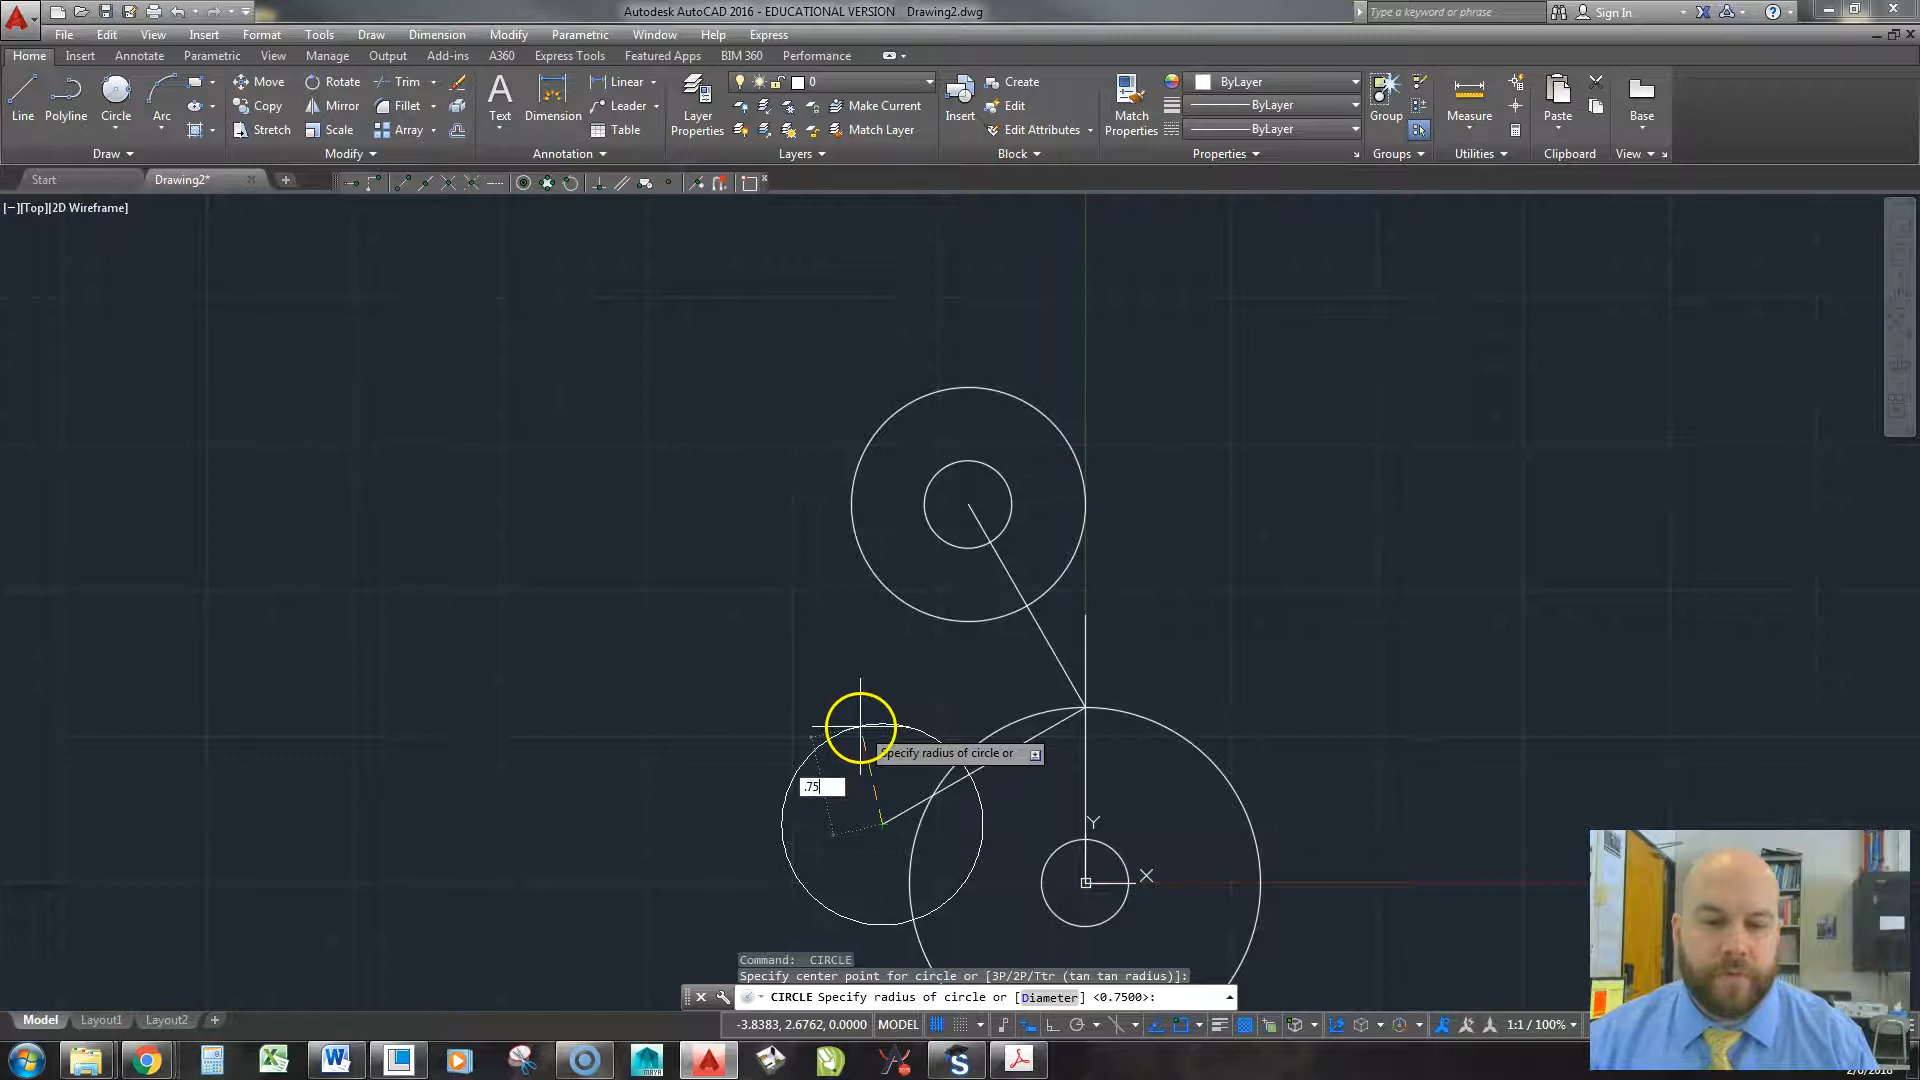 Autodesk AutoCAD 2016 - EDUCATIONAL VERSION Drawing2.dwg
Type a keyword or phrase
Sign In
File Edit View Insert Format Tools Draw Dimension Modify Parametric Window Help Express
Home Insert Annotate Parametric View Manage Output Add-ins A360 Express Tools Featured Apps BIM 360 Performance
Line Polyline Circle Arc
Move Rotate Trim
Copy Mirror Fillet
Stretch Scale Array
Text Dimension
Linear
Leader
Table
Layer Properties
0
Make Current
Match Layer
Insert
Create
Edit
Edit Attributes
Match Properties
ByLayer
ByLayer
ByLayer
Group Measure Paste Base
Draw Modify Annotation Layers Block Properties Groups Utilities Clipboard View
Start Drawing2*
[−][Top][2D Wireframe]
Specify radius of circle or
.75
Y
X
Command: CIRCLE
Specify center point for circle or [3P/2P/Ttr (tan tan radius)]:
CIRCLE Specify radius of circle or [Diameter] <0.7500>:
Model Layout1 Layout2
-3.8383, 2.6762, 0.0000 MODEL
1:1 / 100%
MAYA